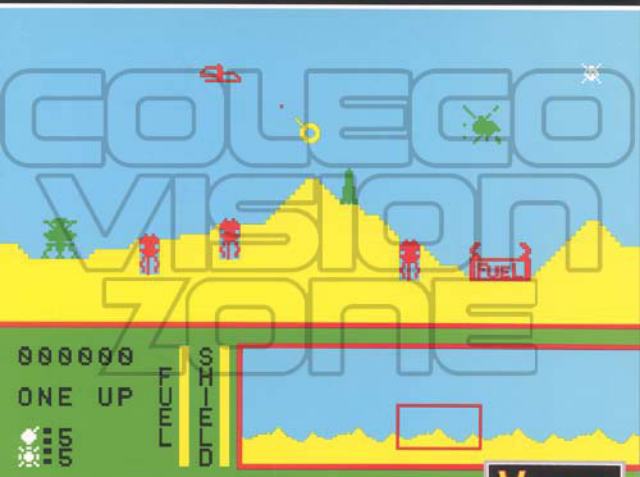 COLECO
VISION
ZONE
FUEL
000000
ONE UP
=5
=5
FUEL
SHIELD